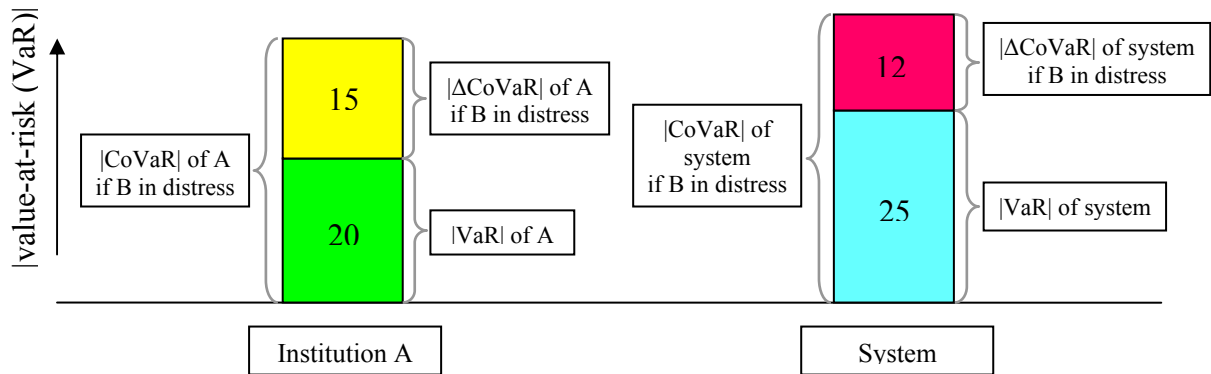 |value-at-risk (VaR)|
15
20
|CoVaR| of A
if B in distress
|ΔCoVaR| of A
if B in distress
|VaR| of A
Institution A
12
25
|CoVaR| of
system
if B in distress
|ΔCoVaR| of system
if B in distress
|VaR| of system
System